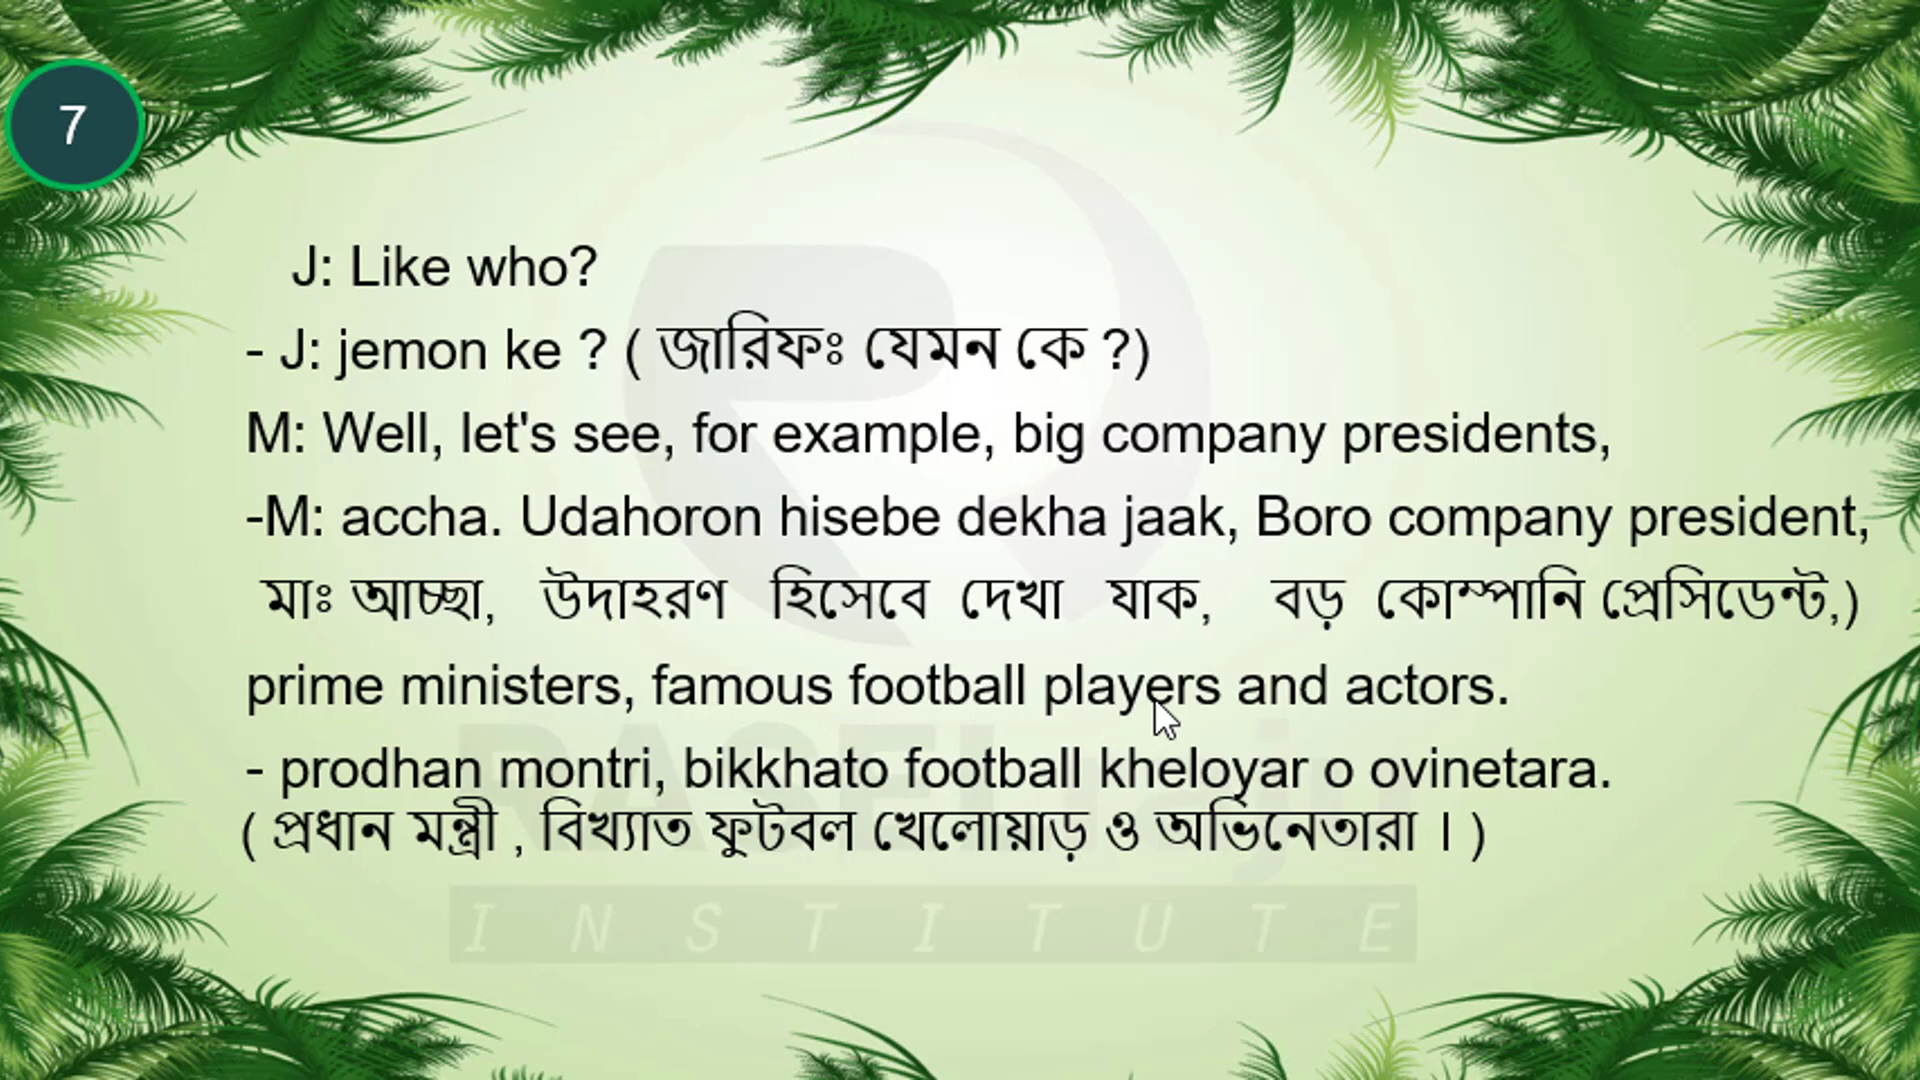 7
J: Like who?
- J: jemon ke ? ( জারিফঃ যেমন কে ?)
M: Well, let's see, for example, big company presidents,
-M: accha. Udahoron hisebe dekha jaak, Boro company president,
মাঃ আচ্ছা, উদাহরণ হিসেবে দেখা যাক, বড় কোম্পানি প্রেসিডেন্ট,)
prime ministers, famous football players and actors.
- prodhan montri, bikkhato football kheloyar o ovinetara.
( প্রধান মন্ত্রী , বিখ্যাত ফুটবল খেলোয়াড় ও অভিনেতারা । )
INSTITUTE